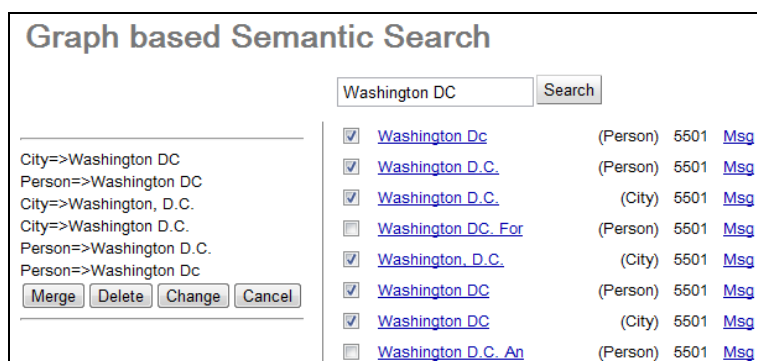 Graph based Semantic Search
Washington DC Search
City=>Washington DC
Person=>Washington DC
City=>Washington, D.C.
City=>Washington D.C.
Person=>Washington D.C.
Person=>Washington Dc
Merge Delete Change Cancel
Washington Dc (Person) 5501 Msg
Washington D.C. (Person) 5501 Msg
Washington D.C. (City) 5501 Msg
Washington DC. For (Person) 5501 Msg
Washington, D.C. (City) 5501 Msg
Washington DC (Person) 5501 Msg
Washington DC (City) 5501 Msg
Washington D.C. An (Person) 5501 Msg